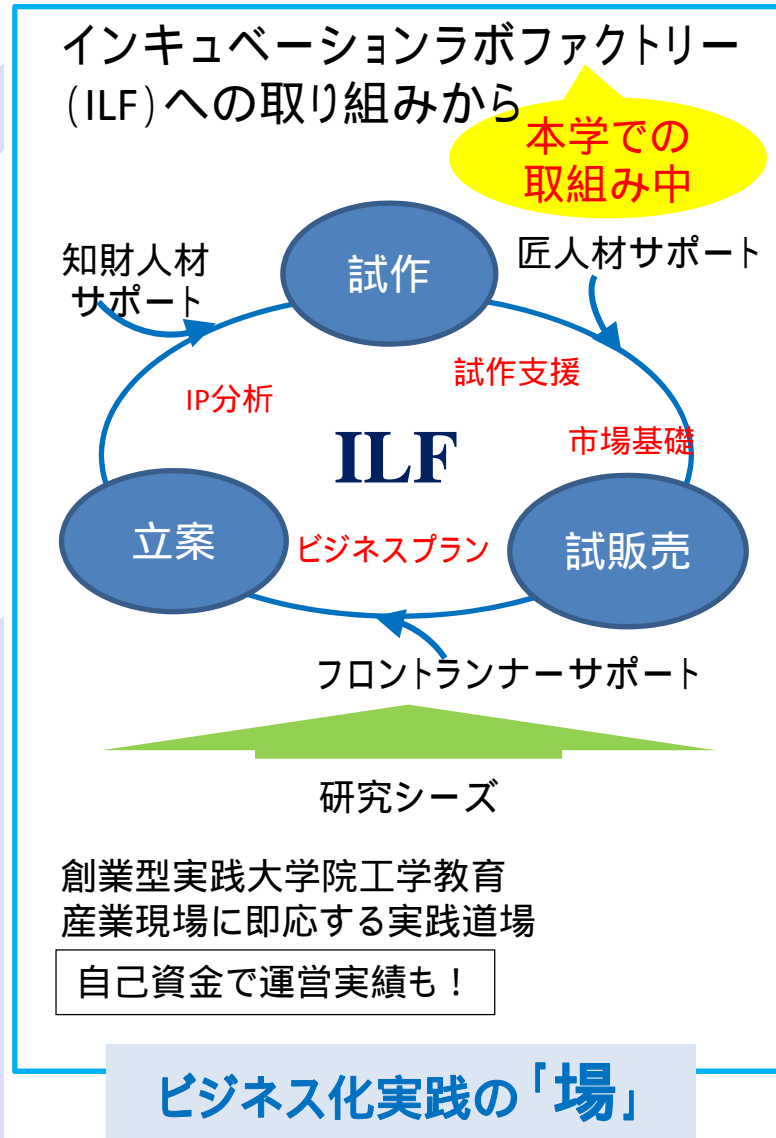 インキュベーションラボファクトリー
(ILF)への取り組みから
本学での
取組み中
知財人材
サポート
試作
匠人材サポート
IP分析
試作支援
市場基礎
ILF
立案
ビジネスプラン
試販売
フロントランナーサポート
研究シーズ
創業型実践大学院工学教育
産業現場に即応する実践道場
自己資金で運営実績も！
ビジネス化実践の「場」